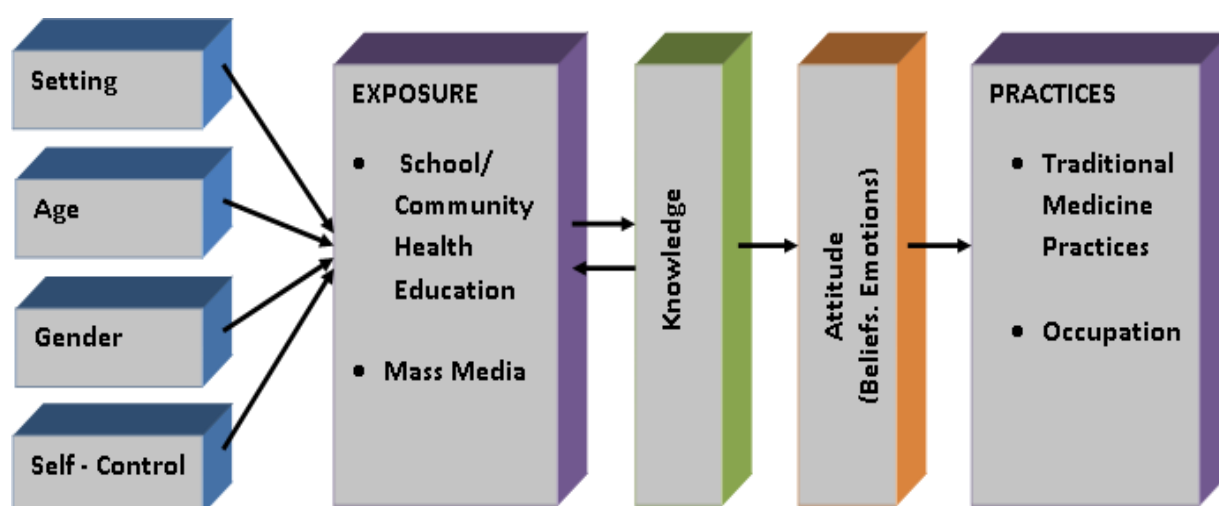 Setting
Age
Gender
Self - Control
EXPOSURE
• School/
Community
Health
Education
• Mass Media
Knowledge
Attitude
(Beliefs. Emotions)
PRACTICES
• Traditional
Medicine
Practices
• Occupation